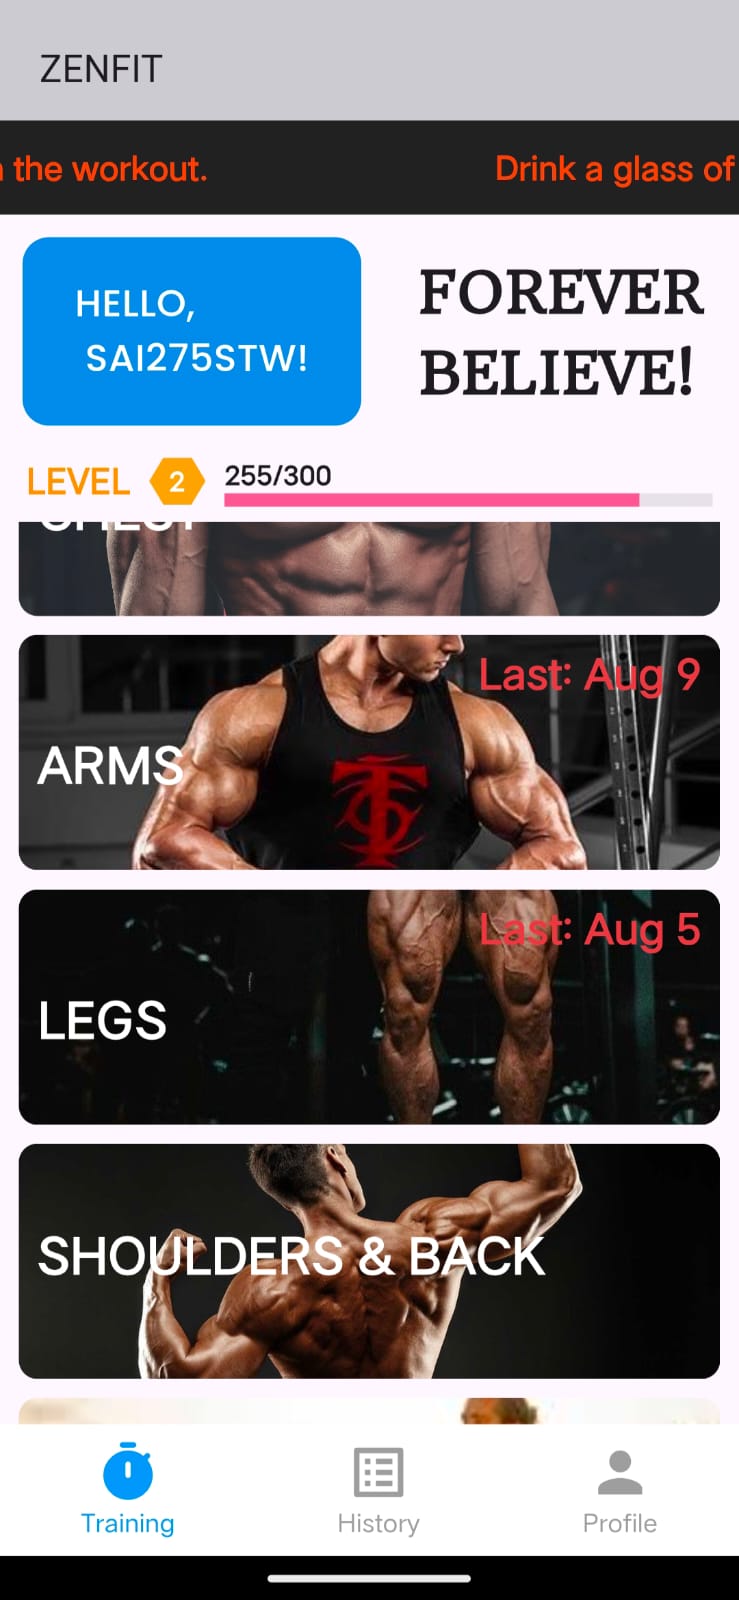 ZENFIT
the workout.
Drink a glass of
HELLO,
SAI275STW!
FOREVER
BELIEVE!
LEVEL 2 255/300
CHEST
Last: Aug 9
ARMS
Last: Aug 5
LEGS
SHOULDERS & BACK
Training
History
Profile